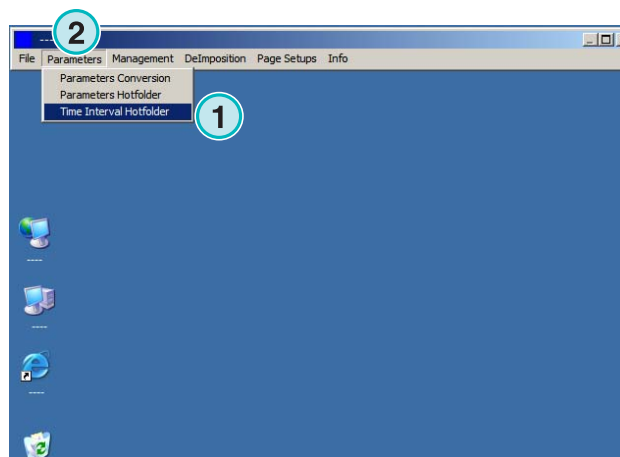 2
----
File Parameters Management DeImposition Page Setups Info
Parameters Conversion
Parameters Hotfolder
Time Interval Hotfolder
1
----
----
----